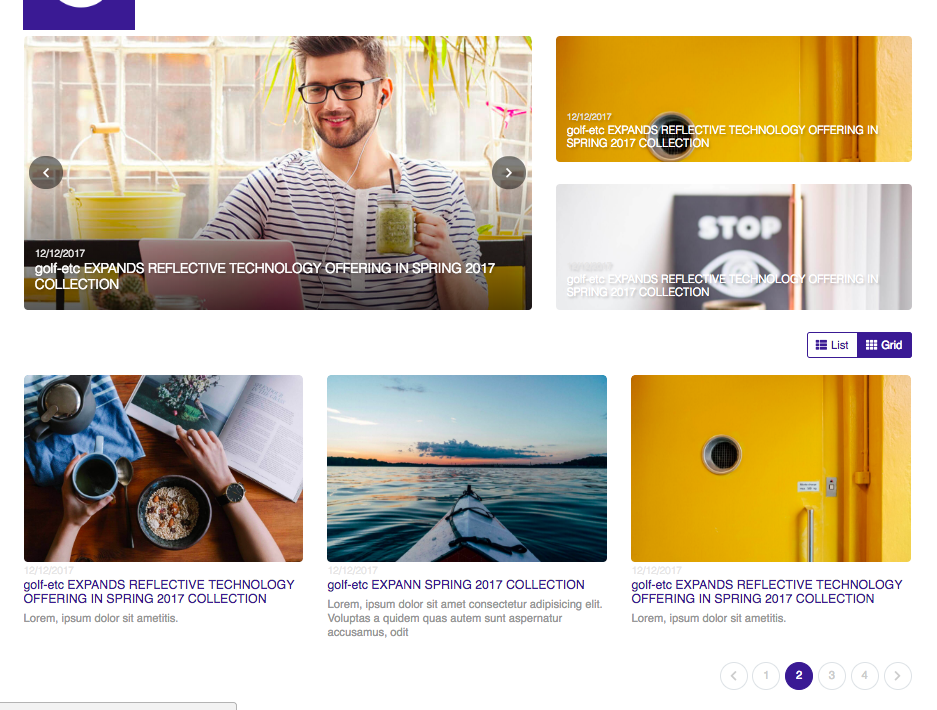 12/12/2017
golf-etc EXPANDS REFLECTIVE TECHNOLOGY OFFERING IN SPRING 2017
COLLECTION
12/12/2017
golf-etc EXPANDS REFLECTIVE TECHNOLOGY OFFERING IN
SPRING 2017 COLLECTION
STOP
12/12/2017
golf-etc EXPANDS REFLECTIVE TECHNOLOGY OFFERING IN
SPRING 2017 COLLECTION
List Grid
12/12/2017
golf-etc EXPANDS REFLECTIVE TECHNOLOGY
OFFERING IN SPRING 2017 COLLECTION
Lorem, ipsum dolor sit ametitis.
12/12/2017
golf-etc EXPANN SPRING 2017 COLLECTION
Lorem, ipsum dolor sit amet consectetur adipisicing elit.
Voluptas a quidem quas autem sunt aspernatur
accusamus, odit
12/12/2017
golf-etc EXPANDS REFLECTIVE TECHNOLOGY
OFFERING IN SPRING 2017 COLLECTION
Lorem, ipsum dolor sit ametitis.
1 2 3 4